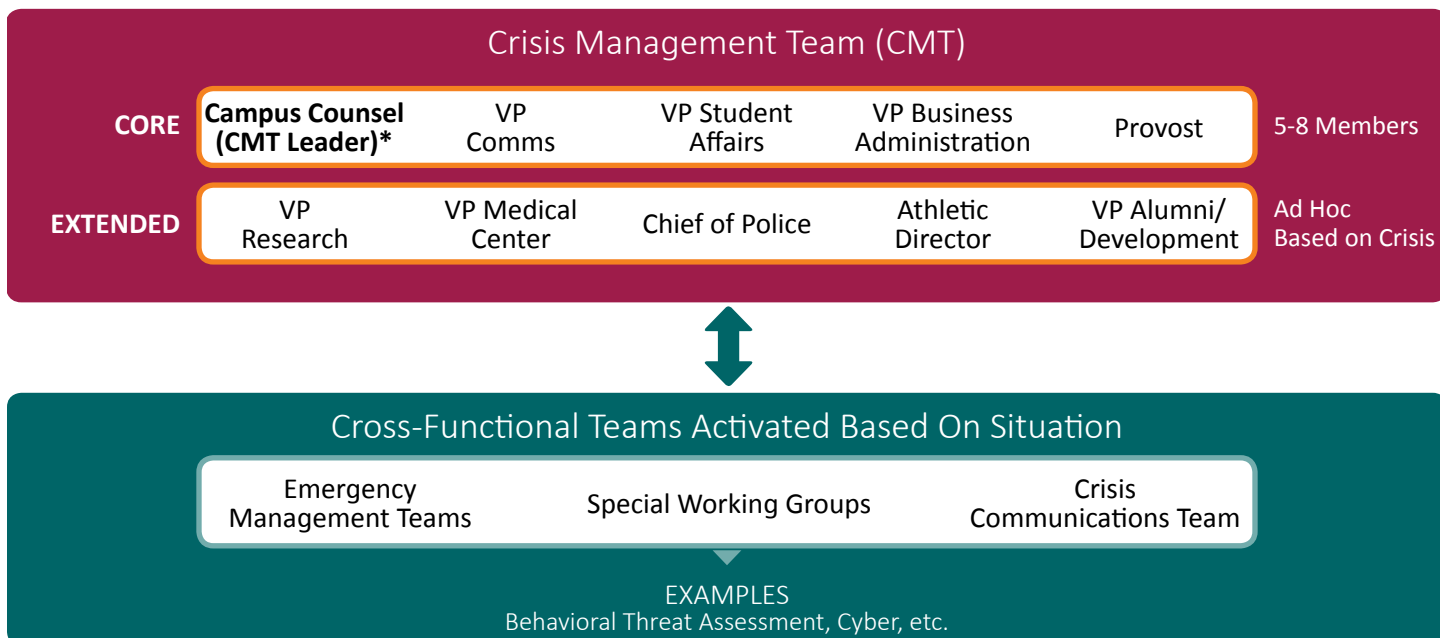 Crisis Management Team (CMT)
CORE
Campus Counsel
(CMT Leader)*
VP
Comms
VP Student
Affairs
VP Business
Administration
Provost
5-8 Members
EXTENDED
VP
Research
VP Medical
Center
Chief of Police
Athletic
Director
VP Alumni/
Development
Ad Hoc
Based on Crisis
Cross-Functional Teams Activated Based On Situation
Emergency
Management Teams
Special Working Groups
Crisis
Communications Team
EXAMPLES
Behavioral Threat Assessment, Cyber, etc.